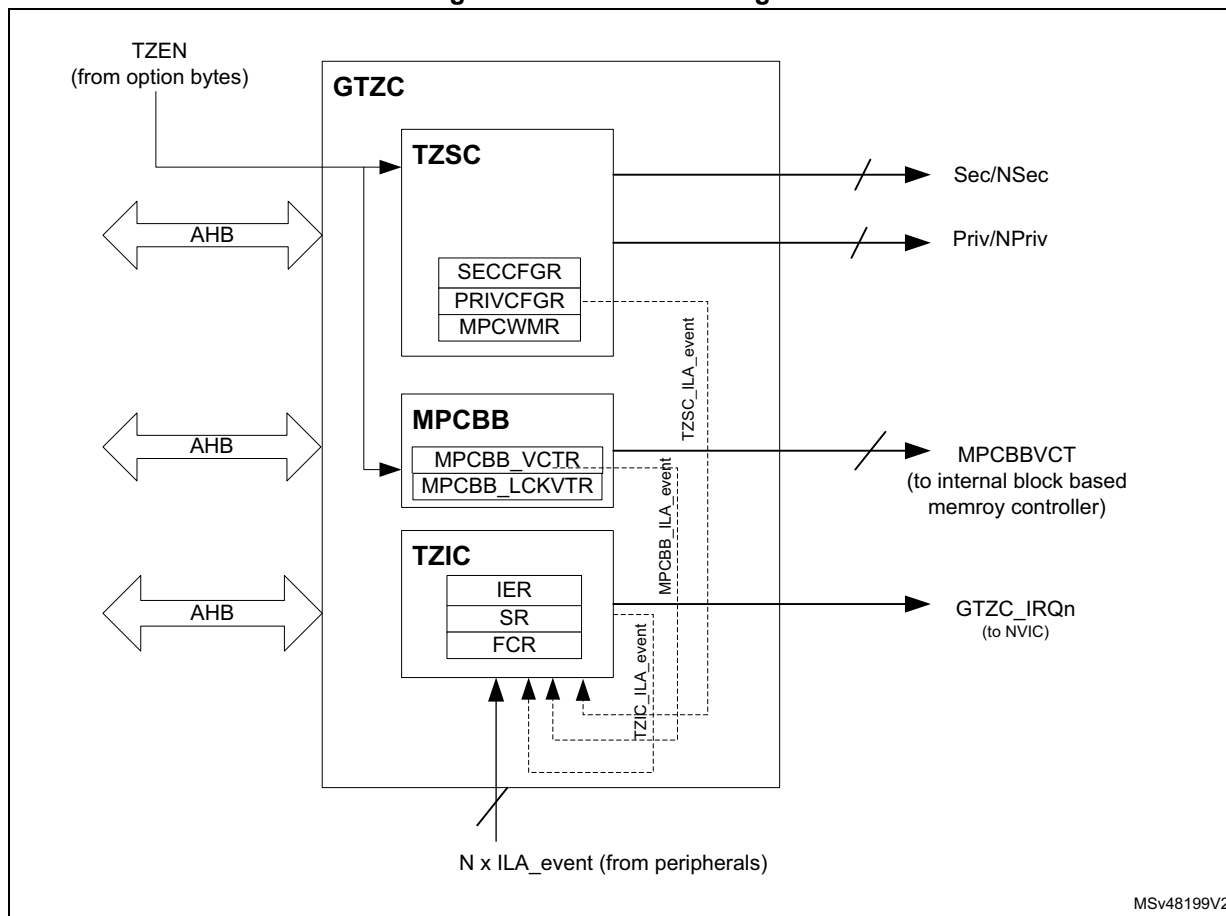 TZEN
(from option bytes)
GTZC
TZSC
Sec/NSec
AHB
Priv/NPriv
SECCFGR
PRIVCFGR
MPCWMR
TZSC_ILA_event
MPCBB
AHB
MPCBB_VCTR
MPCBB_LCKVTR
MPCBBVCT
(to internal block based
memroy controller)
MPCBB_ILA_event
TZIC
IER
AHB
SR
FCR
GTZC_IRQn
(to NVIC)
TZIC_ILA_event
N x ILA_event (from peripherals)
MSv48199V2